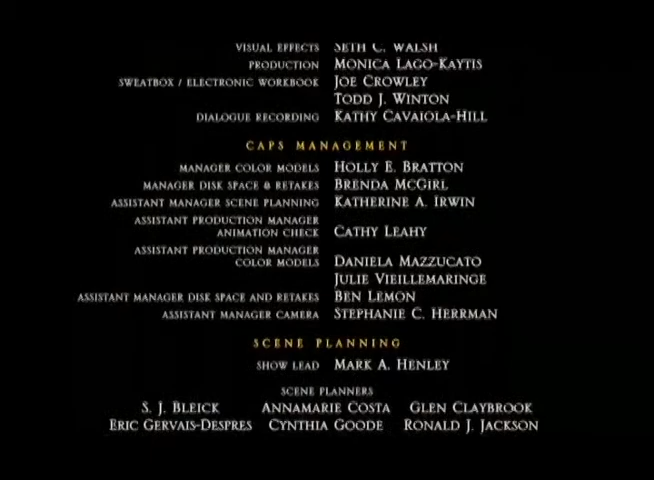 VISUAL EFFECTS SETH C. WALSH
PRODUCTION MONICA LAGO-KAYTIS
SWEATBOX / ELECTRONIC WORKBOOK JOE CROWLEY
TODD J. WINTON
DIALOGUE RECORDING KATHY CAVAIOLA-HILL
CAPS MANAGEMENT
MANAGER COLOR MODELS HOLLY E. BRATTON
MANAGER DISK SPACE & RETAKES BRENDA MCGIRL
ASSISTANT MANAGER SCENE PLANNING KATHERINE A. IRWIN
ASSISTANT PRODUCTION MANAGER
ANIMATION CHECK CATHY LEAHY
ASSISTANT PRODUCTION MANAGER
COLOR MODELS DANIELA MAZZUCATO
JULIE VIEILLEMARINGE
ASSISTANT MANAGER DISK SPACE AND RETAKES BEN LEMON
ASSISTANT MANAGER CAMERA STEPHANIE C. HERRMAN
SCENE PLANNING
SHOW LEAD MARK A. HENLEY
SCENE PLANNERS
S. J. BLEICK ANNAMARIE COSTA GLEN CLAYBROOK
ERIC GERVAIS-DESPRES CYNTHIA GOODE RONALD J. JACKSON